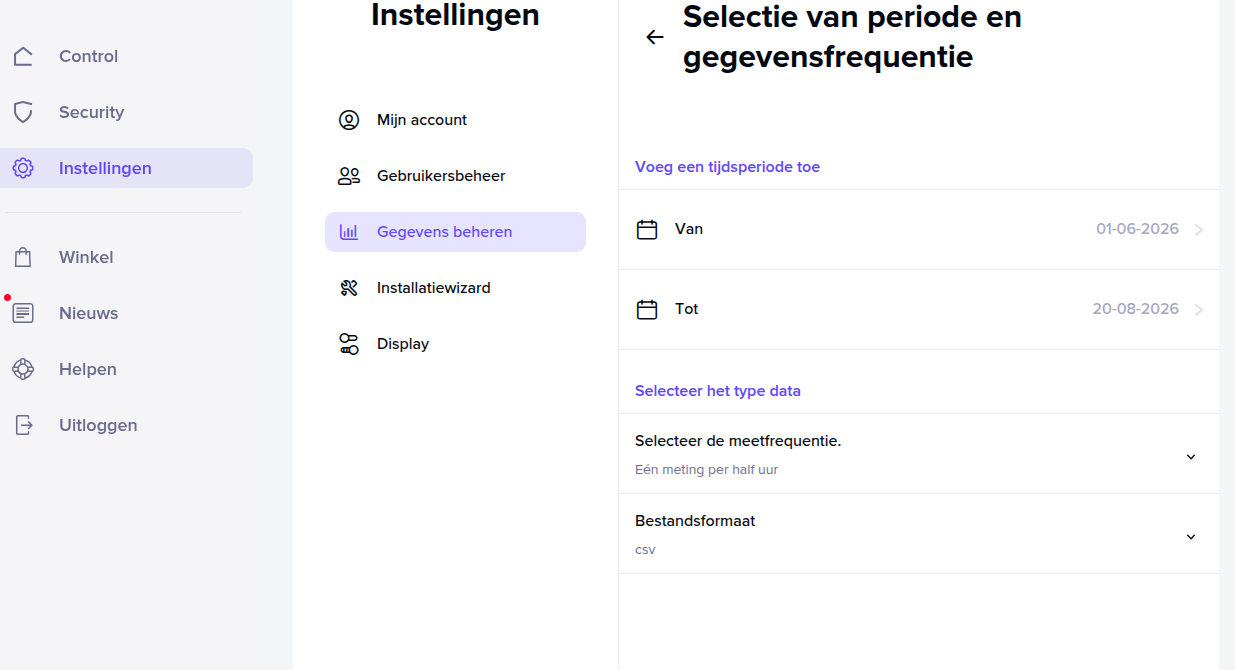 Control
Security
Instellingen
Winkel
Nieuws
Helpen
Uitloggen
Instellingen
Mijn account
Gebruikersbeheer
Gegevens beheren
Installatiewizard
Display
Selectie van periode en
gegevensfrequentie
Voeg een tijdsperiode toe
Van 01-06-2026
Tot 20-08-2026
Selecteer het type data
Selecteer de meetfrequentie.
Eén meting per half uur
Bestandsformaat
csv